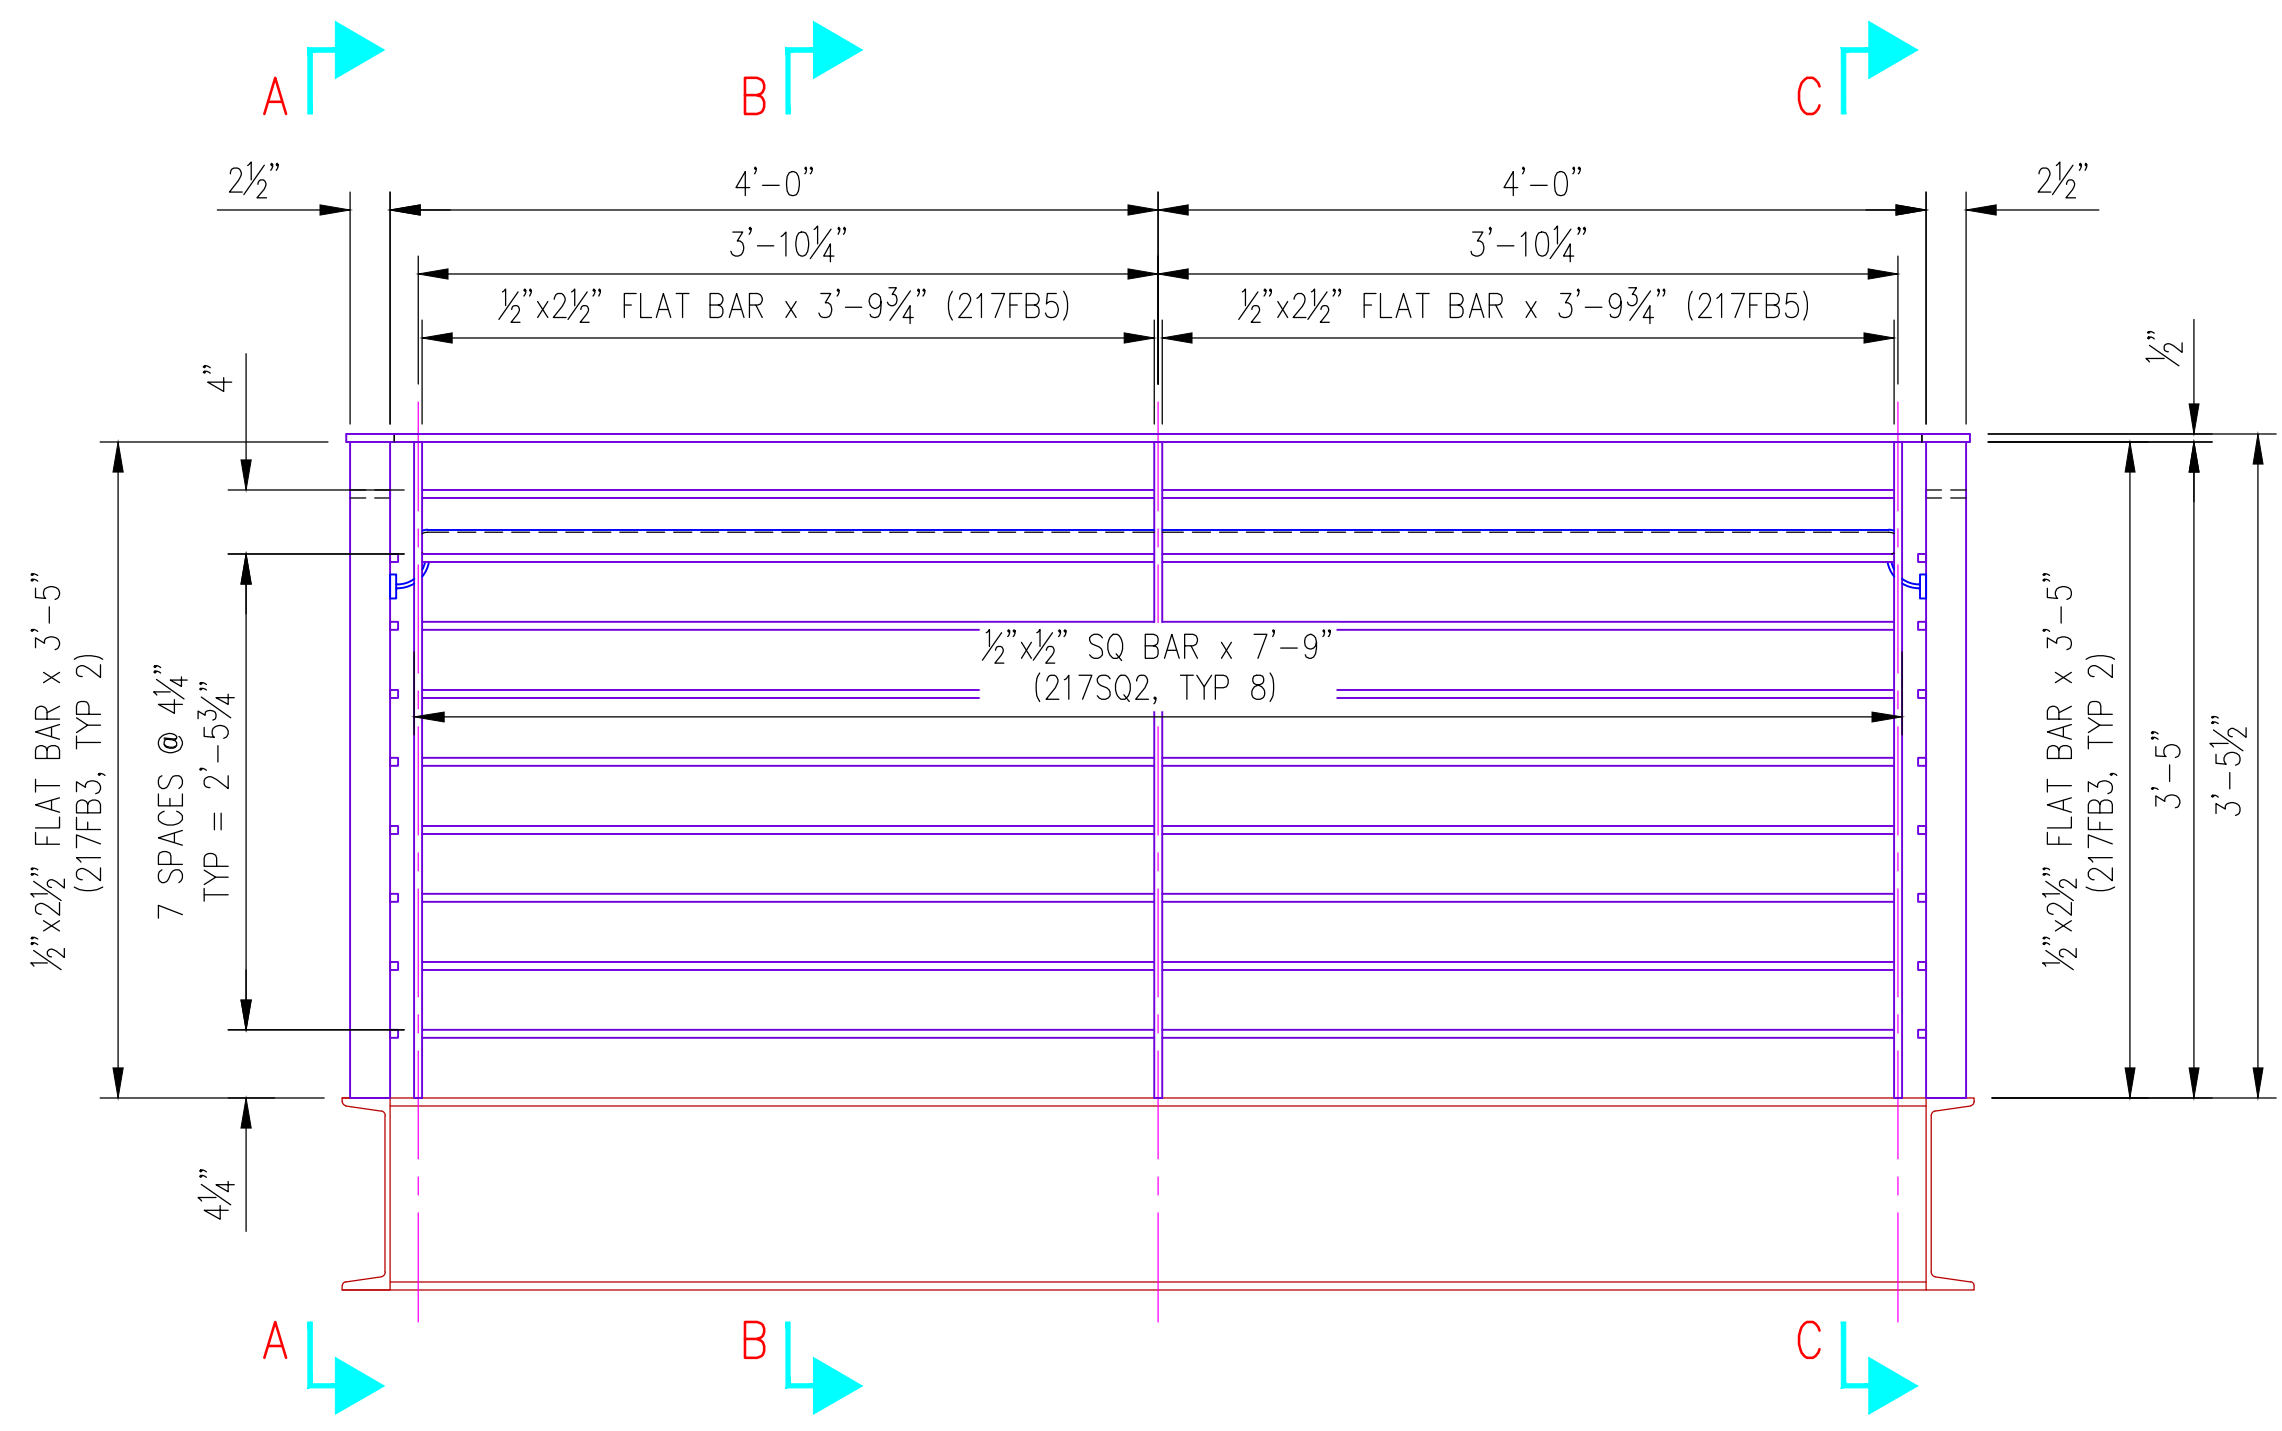 A
B
C
2½”
4’–0”
4’–0”
2½”
3’–10¼”
3’–10¼”
½”x2½” FLAT BAR x 3’–9¾” (217FB5)
½”x2½” FLAT BAR x 3’–9¾” (217FB5)
4”
½”
½”x2½” FLAT BAR x 3’–5”
(217FB3, TYP 2)
7 SPACES @ 4¼”
TYP = 2’–5¾”
½”x½” SQ BAR x 7’–9”
(217SQ2, TYP 8)
½”x2½” FLAT BAR x 3’–5”
(217FB3, TYP 2)
3’–5”
3’–5½”
4¼”
A
B
C